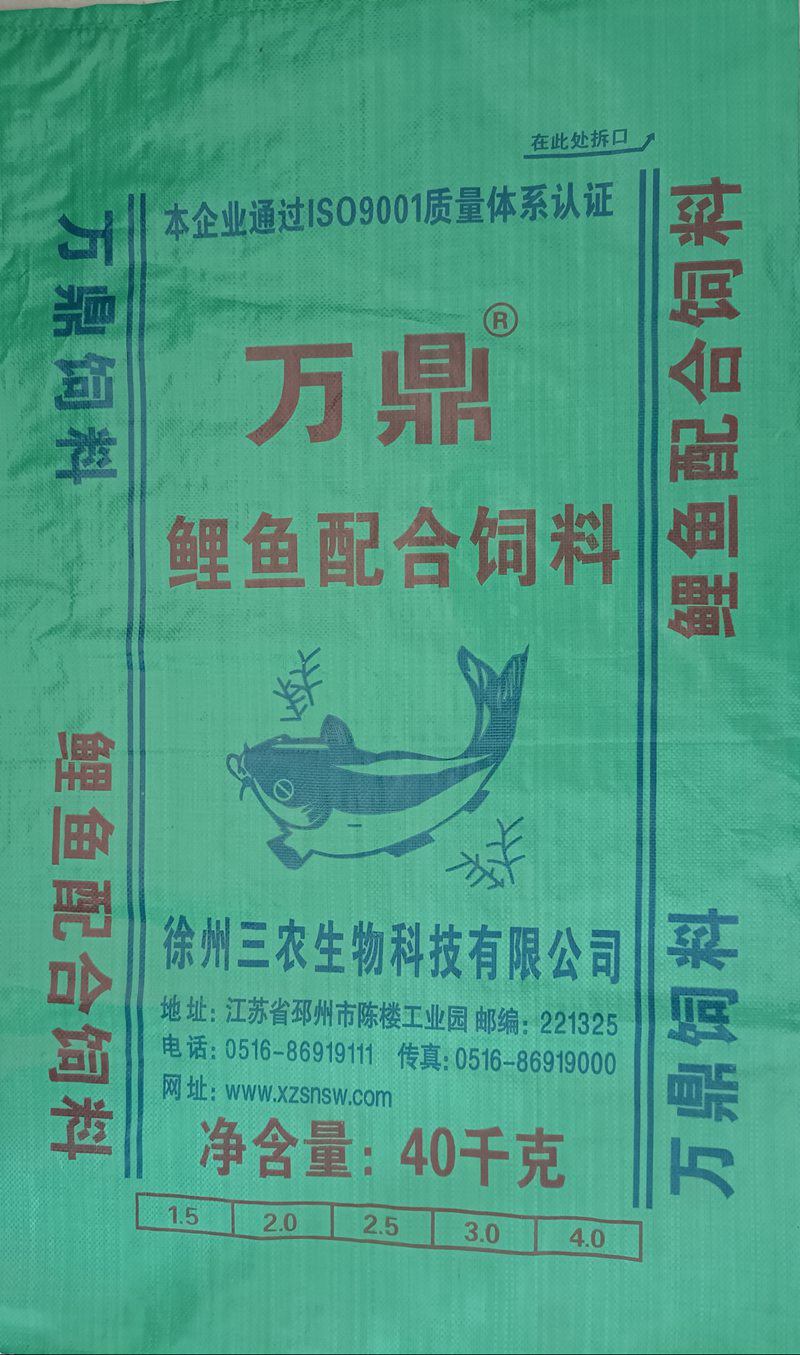 在此处拆口
本企业通过ISO9001质量体系认证
万鼎®
鲤鱼配合饲料
徐州三农生物科技有限公司
地址：江苏省邳州市陈楼工业园 邮编：221325
电话：0516-86919111 传真：0516-86919000
网址：www.xzsnsw.com
净含量：40千克
1.5 2.0 2.5 3.0 4.0
万鼎饲料
鲤鱼配合饲料
鲤鱼配合饲料
万鼎饲料